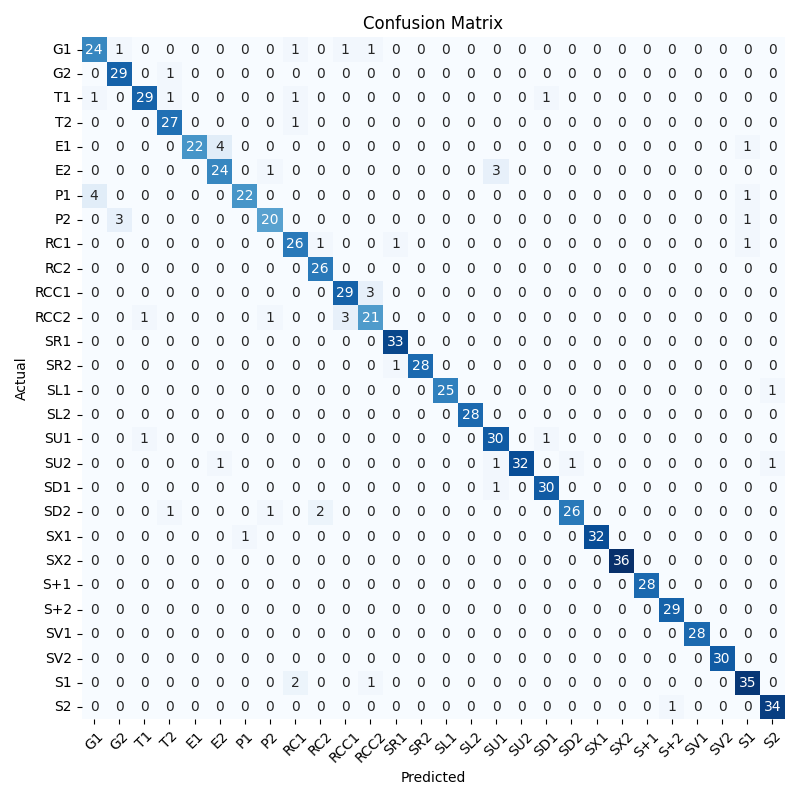 Confusion Matrix
G1 24 1 0 0 0 0 0 0 1 0 1 1 0 0 0 0 0 0 0 0 0 0 0 0 0 0 0 0
G2 0 29 0 1 0 0 0 0 0 0 0 0 0 0 0 0 0 0 0 0 0 0 0 0 0 0 0 0
T1 1 0 29 1 0 0 0 0 1 0 0 0 0 0 0 0 0 0 1 0 0 0 0 0 0 0 0 0
T2 0 0 0 27 0 0 0 0 1 0 0 0 0 0 0 0 0 0 0 0 0 0 0 0 0 0 0 0
E1 0 0 0 0 22 4 0 0 0 0 0 0 0 0 0 0 0 0 0 0 0 0 0 0 0 0 1 0
E2 0 0 0 0 0 24 0 1 0 0 0 0 0 0 0 0 3 0 0 0 0 0 0 0 0 0 0 0
P1 4 0 0 0 0 0 22 0 0 0 0 0 0 0 0 0 0 0 0 0 0 0 0 0 0 0 1 0
P2 0 3 0 0 0 0 0 20 0 0 0 0 0 0 0 0 0 0 0 0 0 0 0 0 0 0 1 0
RC1 0 0 0 0 0 0 0 0 26 1 0 0 1 0 0 0 0 0 0 0 0 0 0 0 0 0 1 0
RC2 0 0 0 0 0 0 0 0 0 26 0 0 0 0 0 0 0 0 0 0 0 0 0 0 0 0 0 0
RCC1 0 0 0 0 0 0 0 0 0 0 29 3 0 0 0 0 0 0 0 0 0 0 0 0 0 0 0 0
RCC2 0 0 1 0 0 0 0 1 0 0 3 21 0 0 0 0 0 0 0 0 0 0 0 0 0 0 0 0
SR1 0 0 0 0 0 0 0 0 0 0 0 0 33 0 0 0 0 0 0 0 0 0 0 0 0 0 0 0
SR2 0 0 0 0 0 0 0 0 0 0 0 0 1 28 0 0 0 0 0 0 0 0 0 0 0 0 0 0
Actual
SL1 0 0 0 0 0 0 0 0 0 0 0 0 0 0 25 0 0 0 0 0 0 0 0 0 0 0 0 1
SL2 0 0 0 0 0 0 0 0 0 0 0 0 0 0 0 28 0 0 0 0 0 0 0 0 0 0 0 0
SU1 0 0 1 0 0 0 0 0 0 0 0 0 0 0 0 0 30 0 1 0 0 0 0 0 0 0 0 0
SU2 0 0 0 0 0 1 0 0 0 0 0 0 0 0 0 0 1 32 0 1 0 0 0 0 0 0 0 1
SD1 0 0 0 0 0 0 0 0 0 0 0 0 0 0 0 0 1 0 30 0 0 0 0 0 0 0 0 0
SD2 0 0 0 1 0 0 0 1 0 2 0 0 0 0 0 0 0 0 0 26 0 0 0 0 0 0 0 0
SX1 0 0 0 0 0 0 1 0 0 0 0 0 0 0 0 0 0 0 0 0 32 0 0 0 0 0 0 0
SX2 0 0 0 0 0 0 0 0 0 0 0 0 0 0 0 0 0 0 0 0 0 36 0 0 0 0 0 0
S+1 0 0 0 0 0 0 0 0 0 0 0 0 0 0 0 0 0 0 0 0 0 0 28 0 0 0 0 0
S+2 0 0 0 0 0 0 0 0 0 0 0 0 0 0 0 0 0 0 0 0 0 0 0 29 0 0 0 0
SV1 0 0 0 0 0 0 0 0 0 0 0 0 0 0 0 0 0 0 0 0 0 0 0 0 28 0 0 0
SV2 0 0 0 0 0 0 0 0 0 0 0 0 0 0 0 0 0 0 0 0 0 0 0 0 0 30 0 0
S1 0 0 0 0 0 0 0 0 2 0 0 1 0 0 0 0 0 0 0 0 0 0 0 0 0 0 35 0
S2 0 0 0 0 0 0 0 0 0 0 0 0 0 0 0 0 0 0 0 0 0 0 0 1 0 0 0 34
G1 G2 T1 T2 E1 E2 P1 P2 RC1 RC2 RCC1 RCC2 SR1 SR2 SL1 SL2 SU1 SU2 SD1 SD2 SX1 SX2 S+1 S+2 SV1 SV2 S1 S2
Predicted